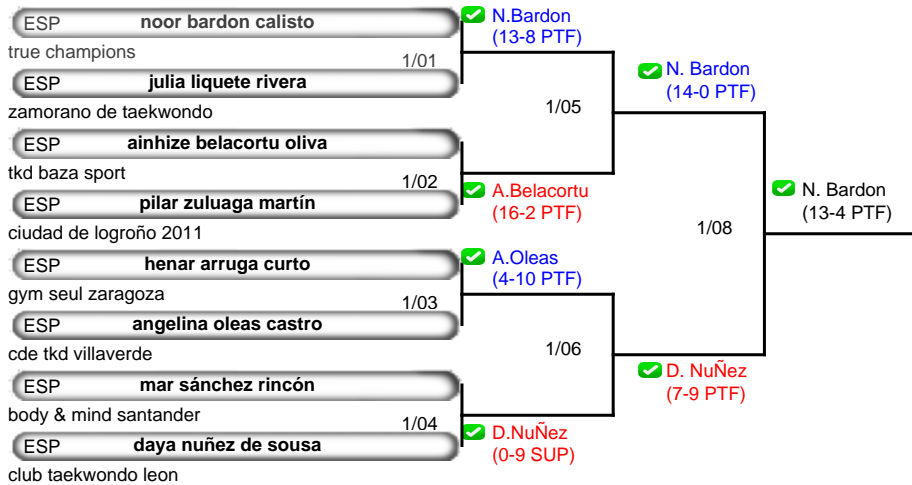 ESP noor bardon calisto
true champions
1/01
ESP julia liquete rivera
zamorano de taekwondo
ESP ainhize belacortu oliva
tkd baza sport
1/02
ESP pilar zuluaga martín
ciudad de logroño 2011
ESP henar arruga curto
gym seul zaragoza
1/03
ESP angelina oleas castro
cde tkd villaverde
ESP mar sánchez rincón
body & mind santander
1/04
ESP daya nuñez de sousa
club taekwondo leon
N.Bardon
(13-8 PTF)
1/05
A.Belacortu
(16-2 PTF)
A.Oleas
(4-10 PTF)
1/06
D.NuÑez
(0-9 SUP)
N. Bardon
(14-0 PTF)
1/08
D. NuÑez
(7-9 PTF)
N. Bardon
(13-4 PTF)